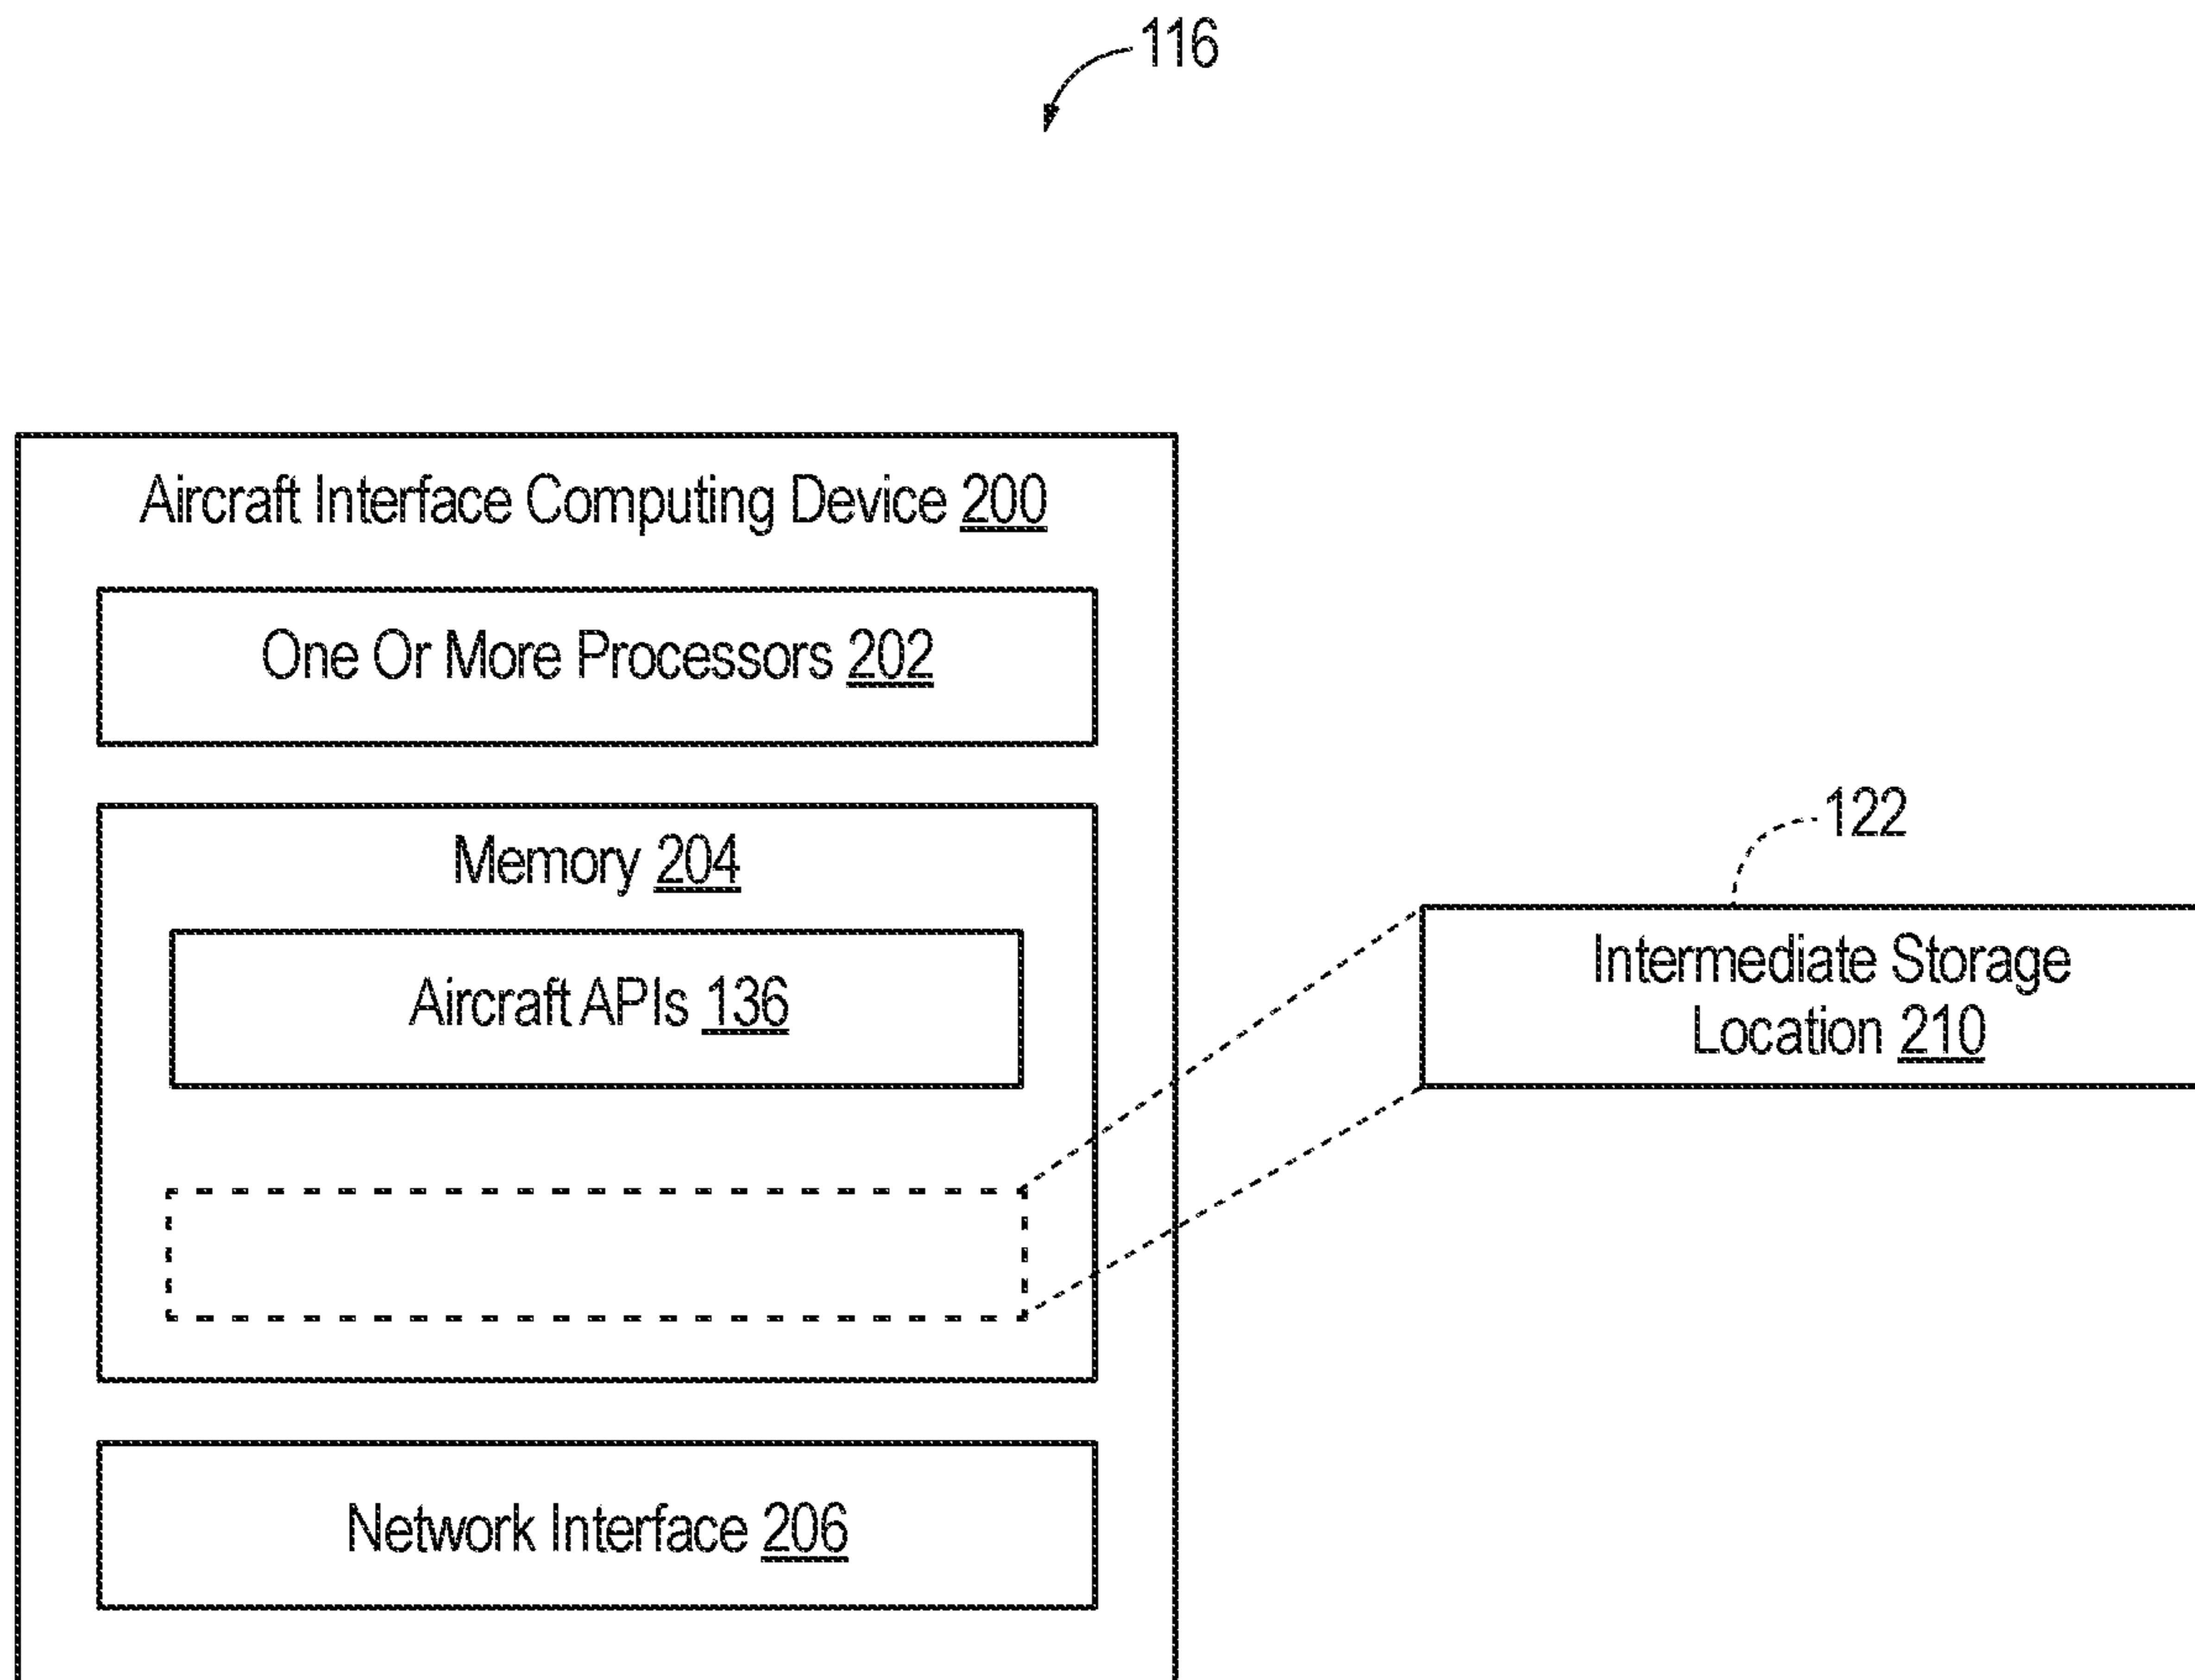 116
Aircraft Interface Computing Device 200
One Or More Processors 202
Memory 204
Aircraft APIs 136
122
Intermediate Storage
Location 210
Network Interface 206